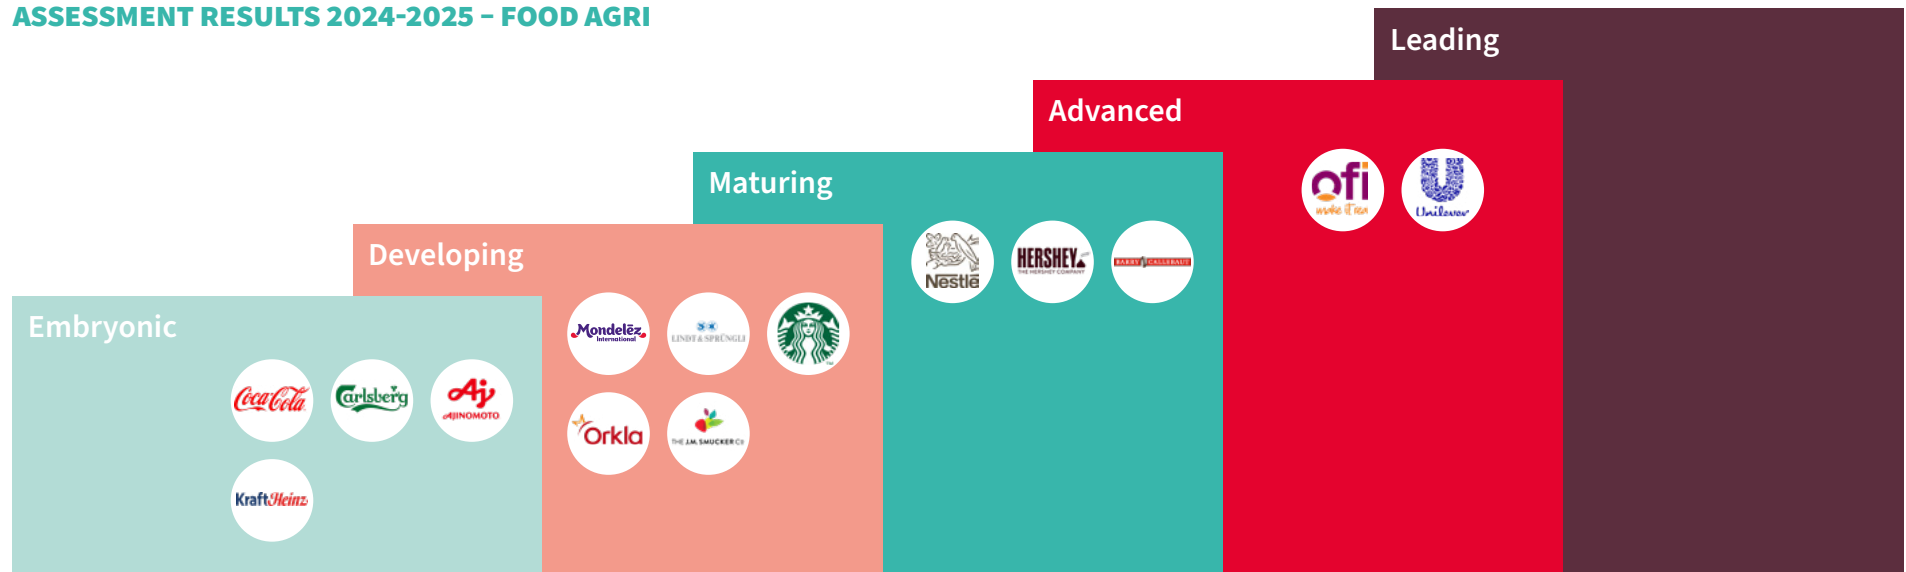 ASSESSMENT RESULTS 2024-2025 – FOOD AGRI
Leading
Advanced
ofi
make it real
Unilever
Maturing
Nestlé
HERSHEY
THE HERSHEY COMPANY
BARRY CALLEBAUT
Developing
Mondelēz
International
LINDT & SPRÜNGLI
Orkla
THE J.M. SMUCKER Co
Embryonic
Coca-Cola
Carlsberg
Aj
AJINOMOTO
KraftHeinz